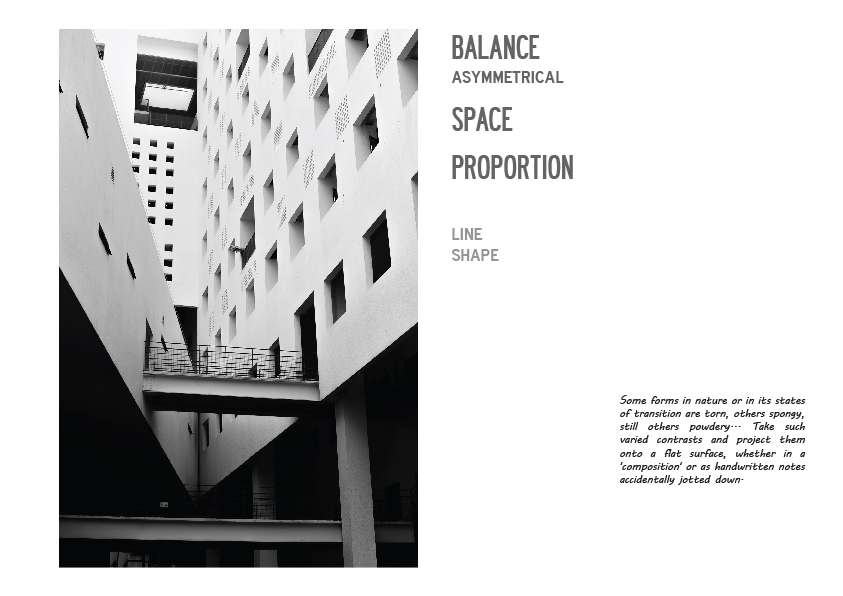 BALANCE
ASYMMETRICAL
SPACE
PROPORTION
LINE
SHAPE
Some forms in nature or in its states
of transition are torn, others spongy,
still others powdery... Take such
varied contrasts and project them
onto a flat surface, whether in a
'composition' or as handwritten notes
accidentally jotted down.